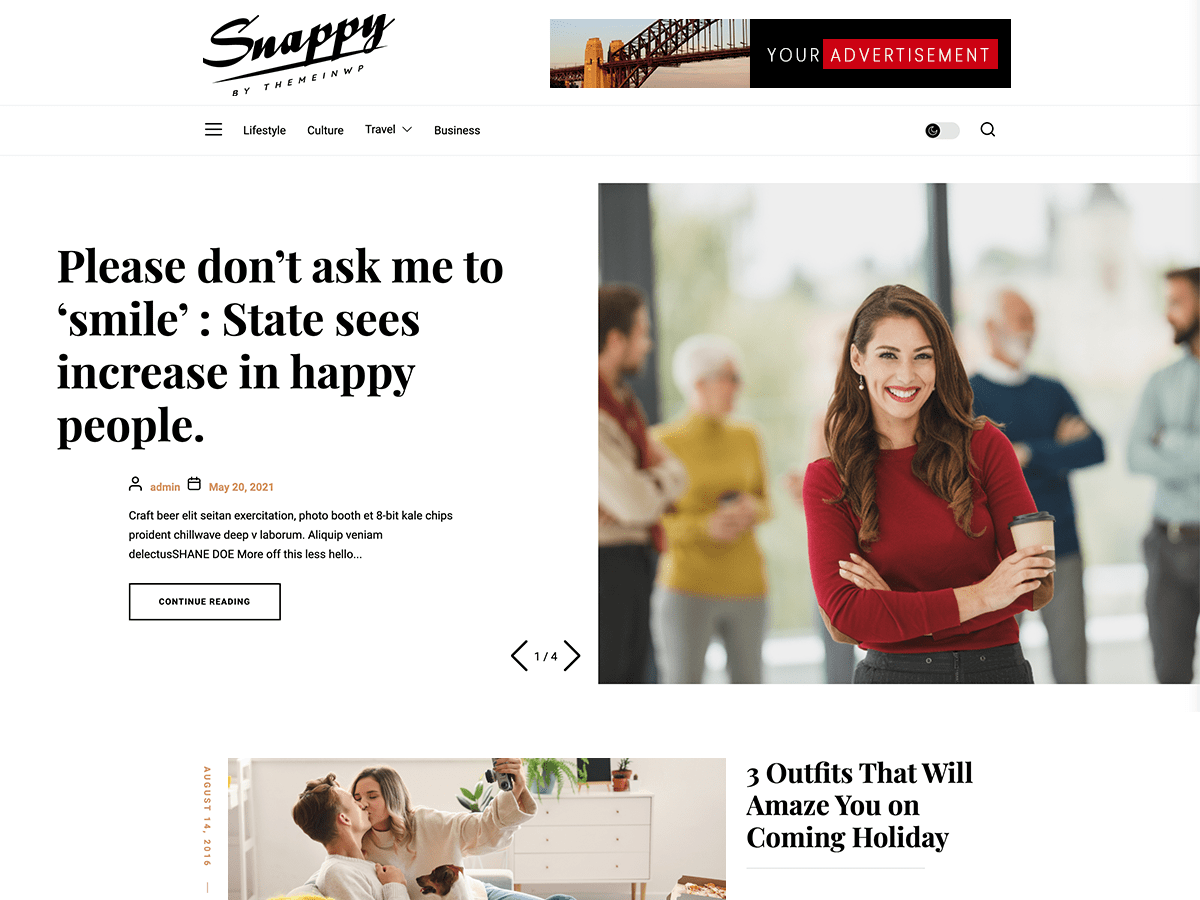 Snappy
BY THEMEINWP
YOUR ADVERTISEMENT
Lifestyle Culture Travel Business
Please don’t ask me to
‘smile’ : State sees
increase in happy
people.
admin May 20, 2021
Craft beer elit seitan exercitation, photo booth et 8-bit kale chips
proident chillwave deep v laborum. Aliquip veniam
delectusSHANE DOE More off this less hello...
CONTINUE READING
1 / 4
AUGUST 14, 2016
3 Outfits That Will
Amaze You on
Coming Holiday